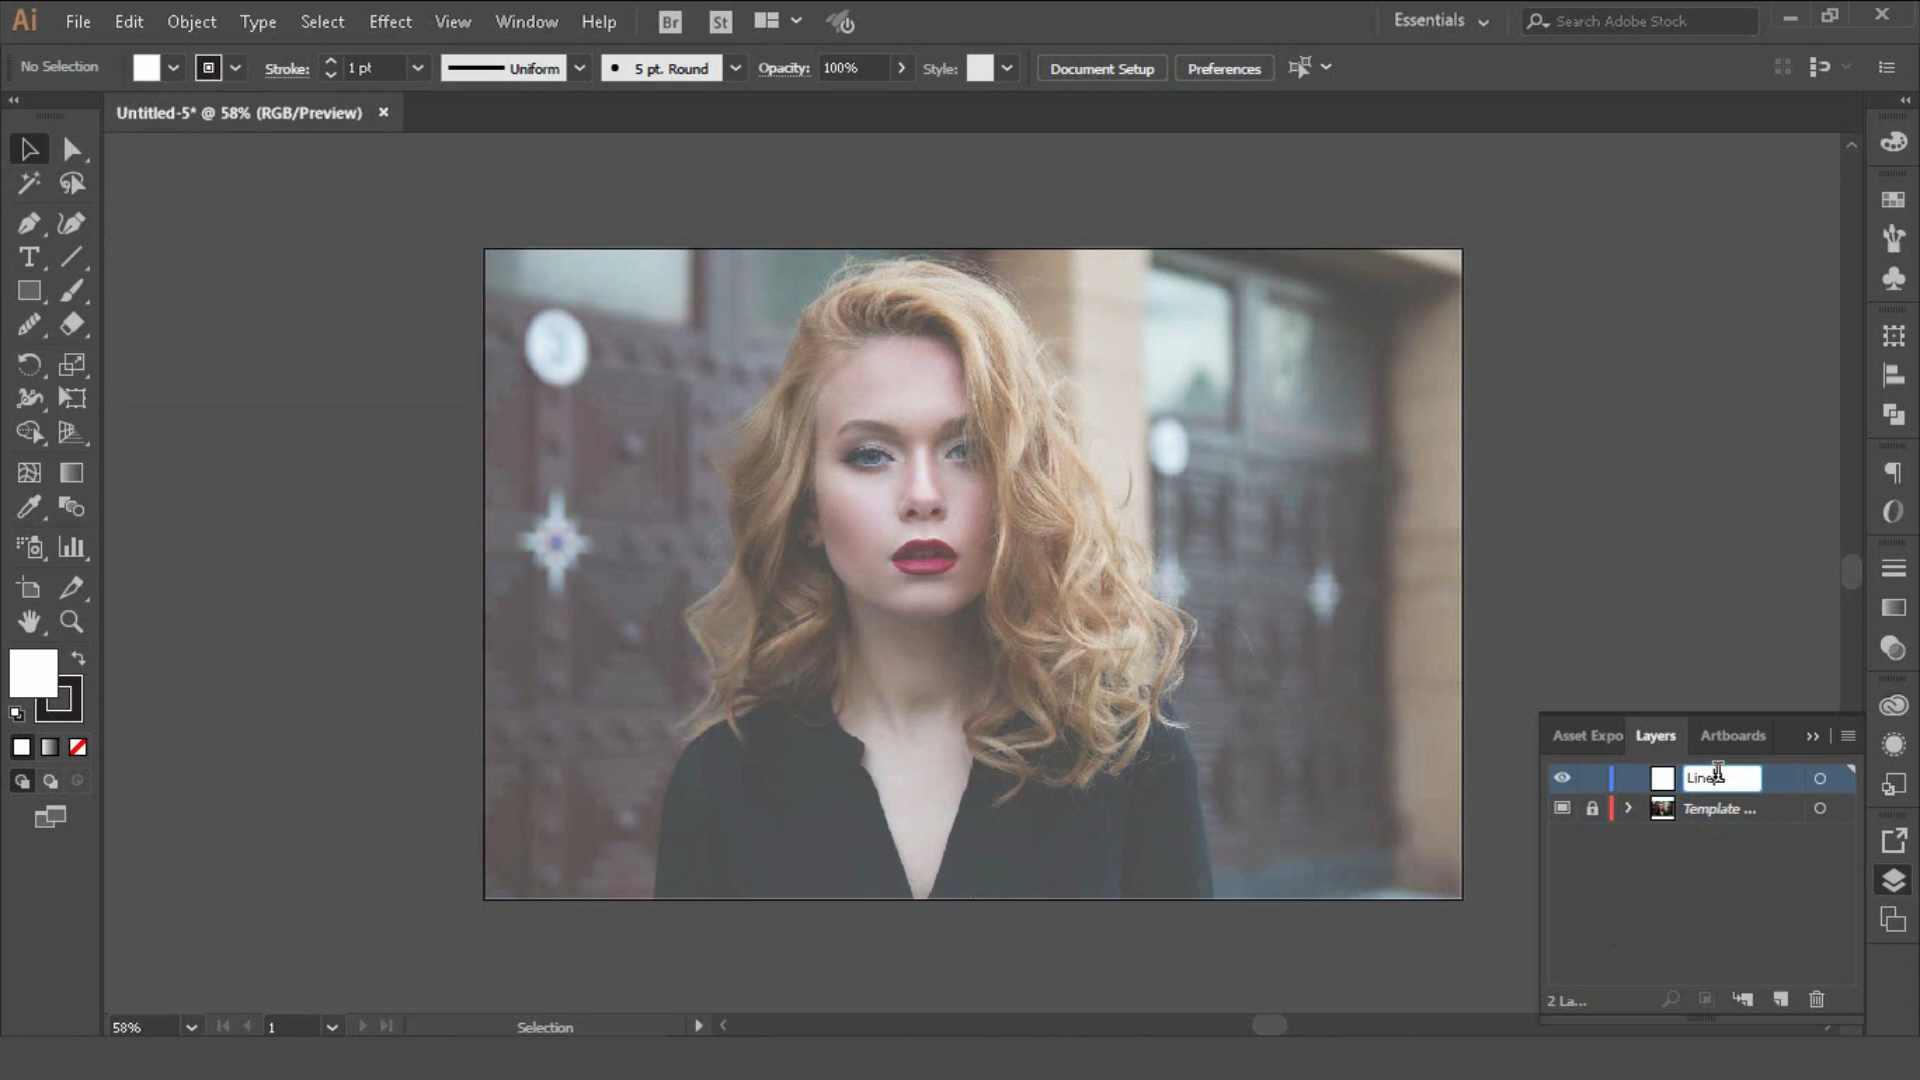 Ai File Edit Object Type Select Effect View Window Help Br St Essentials Search Adobe Stock
No Selection Stroke: 1 pt Uniform 5 pt. Round Opacity: 100% Style: Document Setup Preferences
Untitled-5* @ 58% (RGB/Preview)
Asset Expo Layers Artboards
Line
Template ...
2 La...
58% 1 Selection